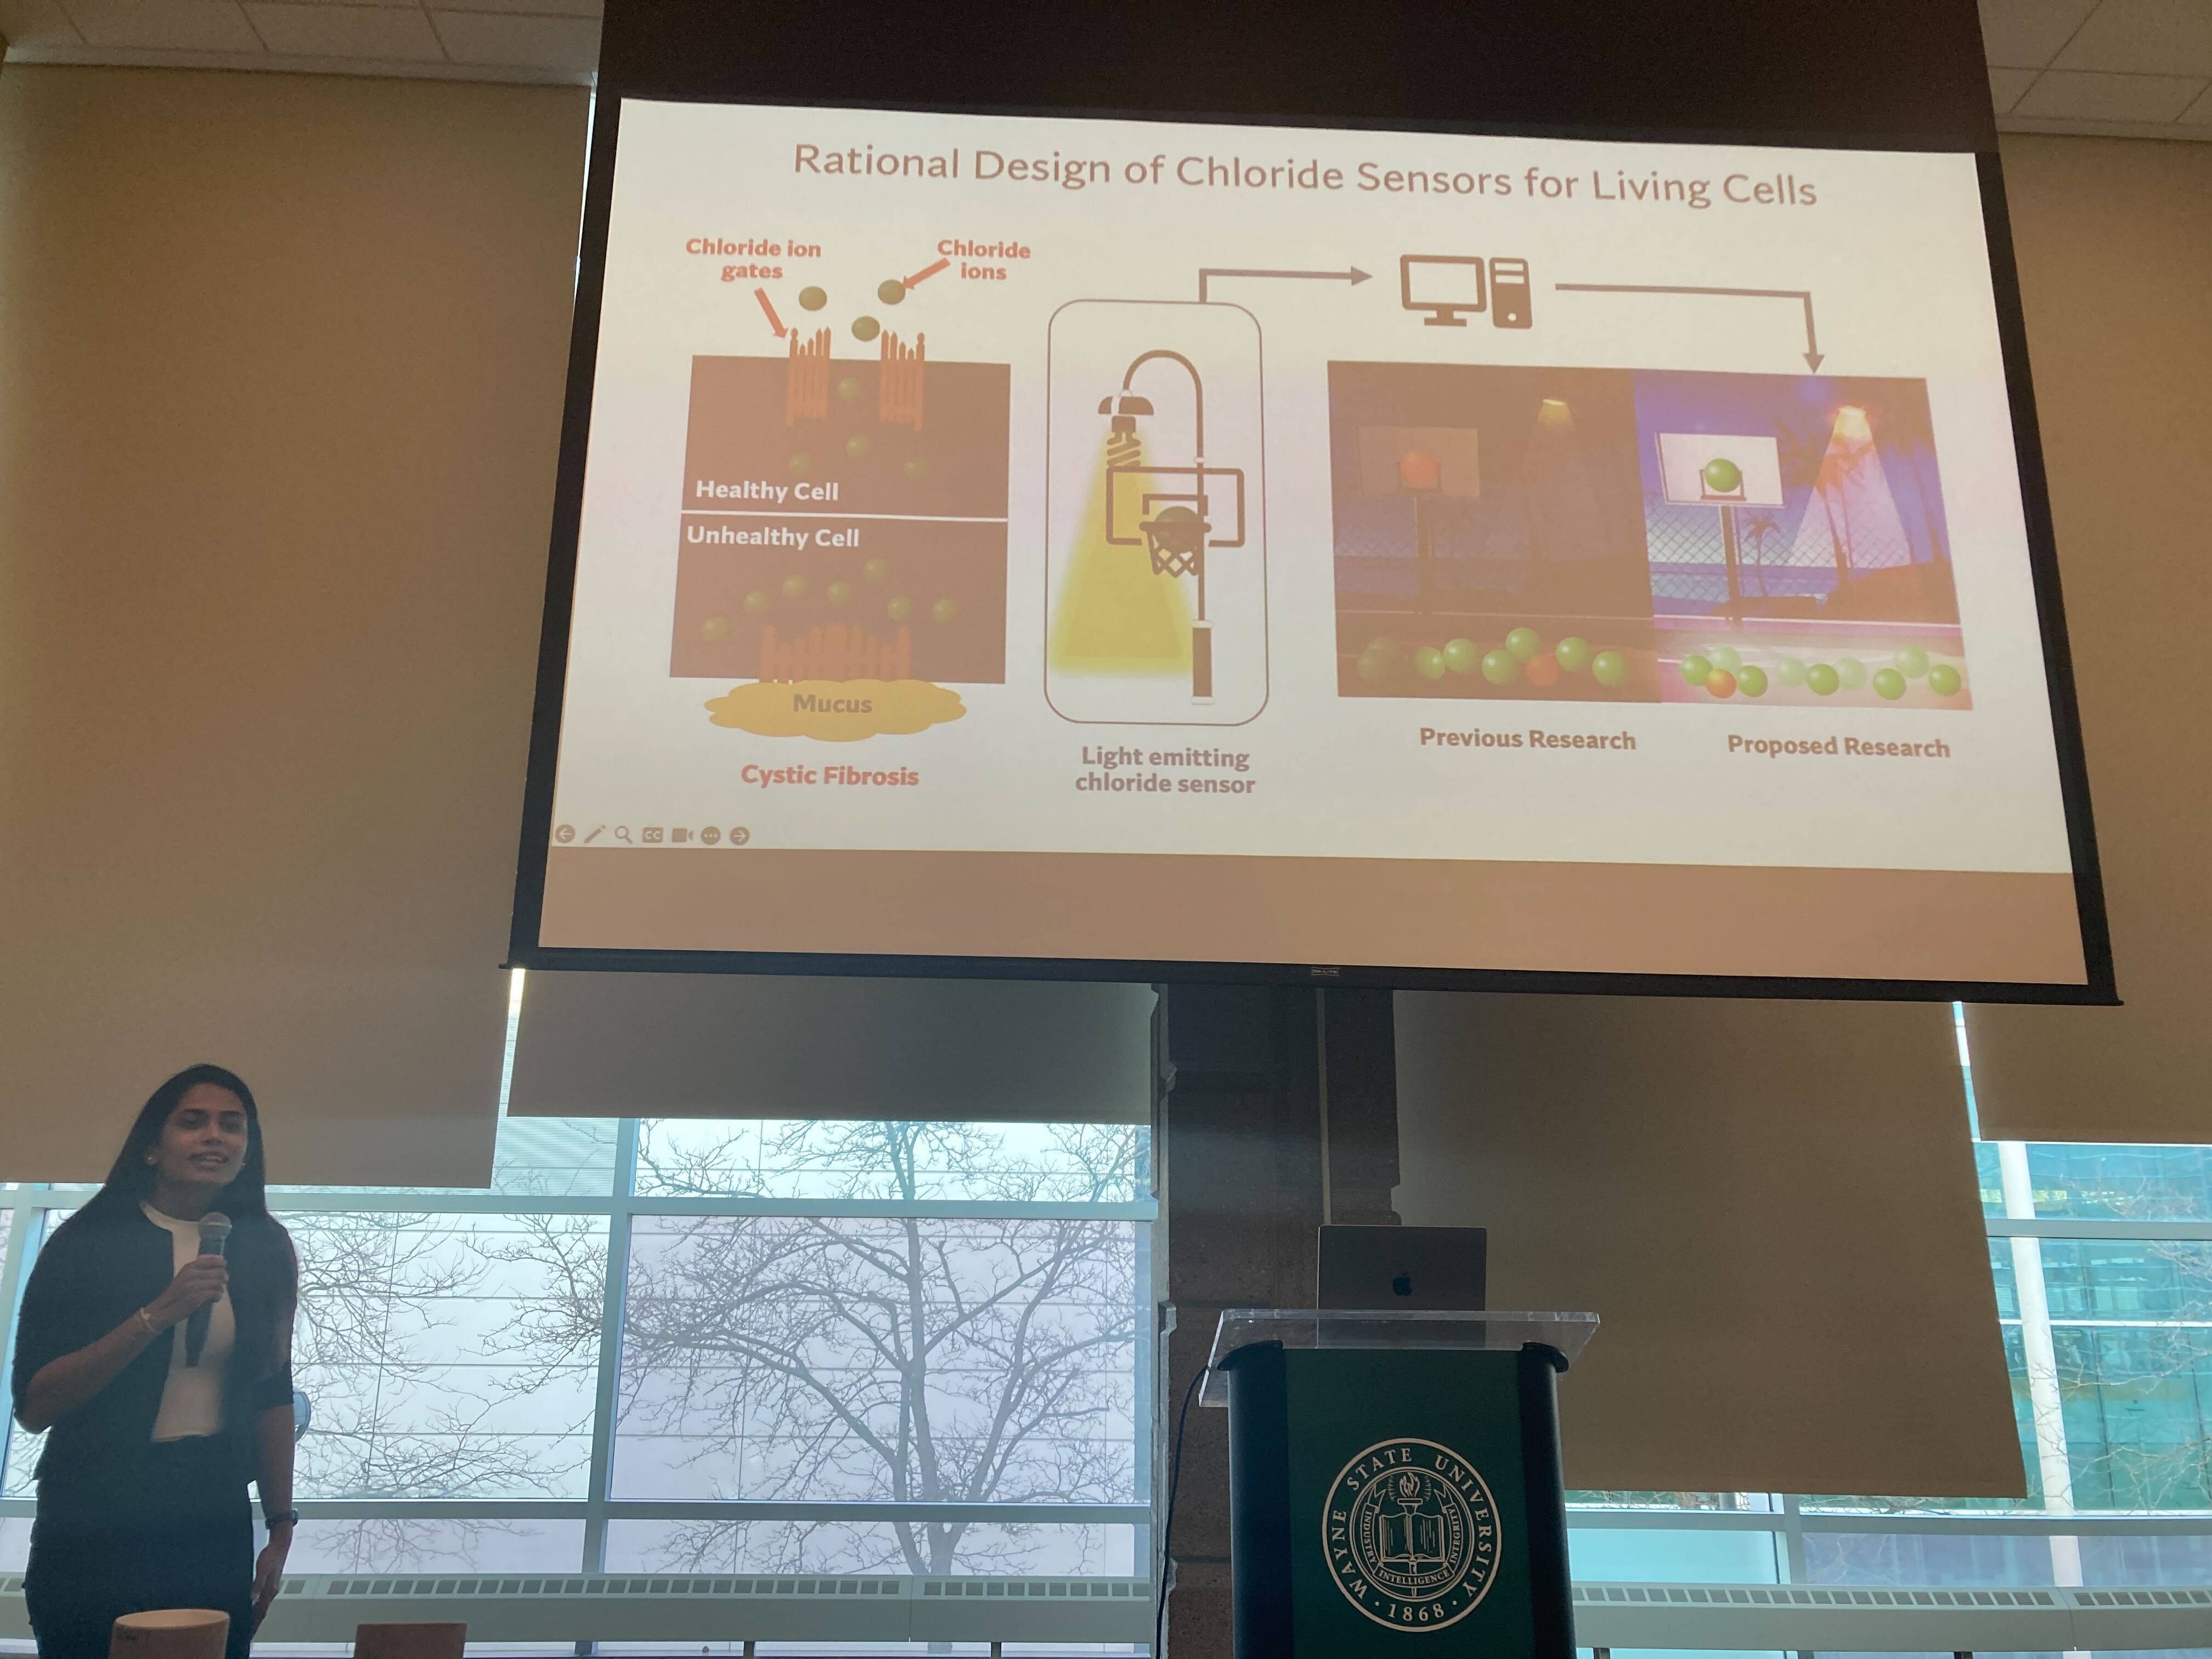 Rational Design of Chloride Sensors for Living Cells
Chloride ion
gates
Chloride
ions
Healthy Cell
Unhealthy Cell
Mucus
Cystic Fibrosis
Light emitting
chloride sensor
Previous Research
Proposed Research
CC
WAYNE STATE UNIVERSITY
INDUSTRY
INTELLIGENCE
INTEGRITY
1868